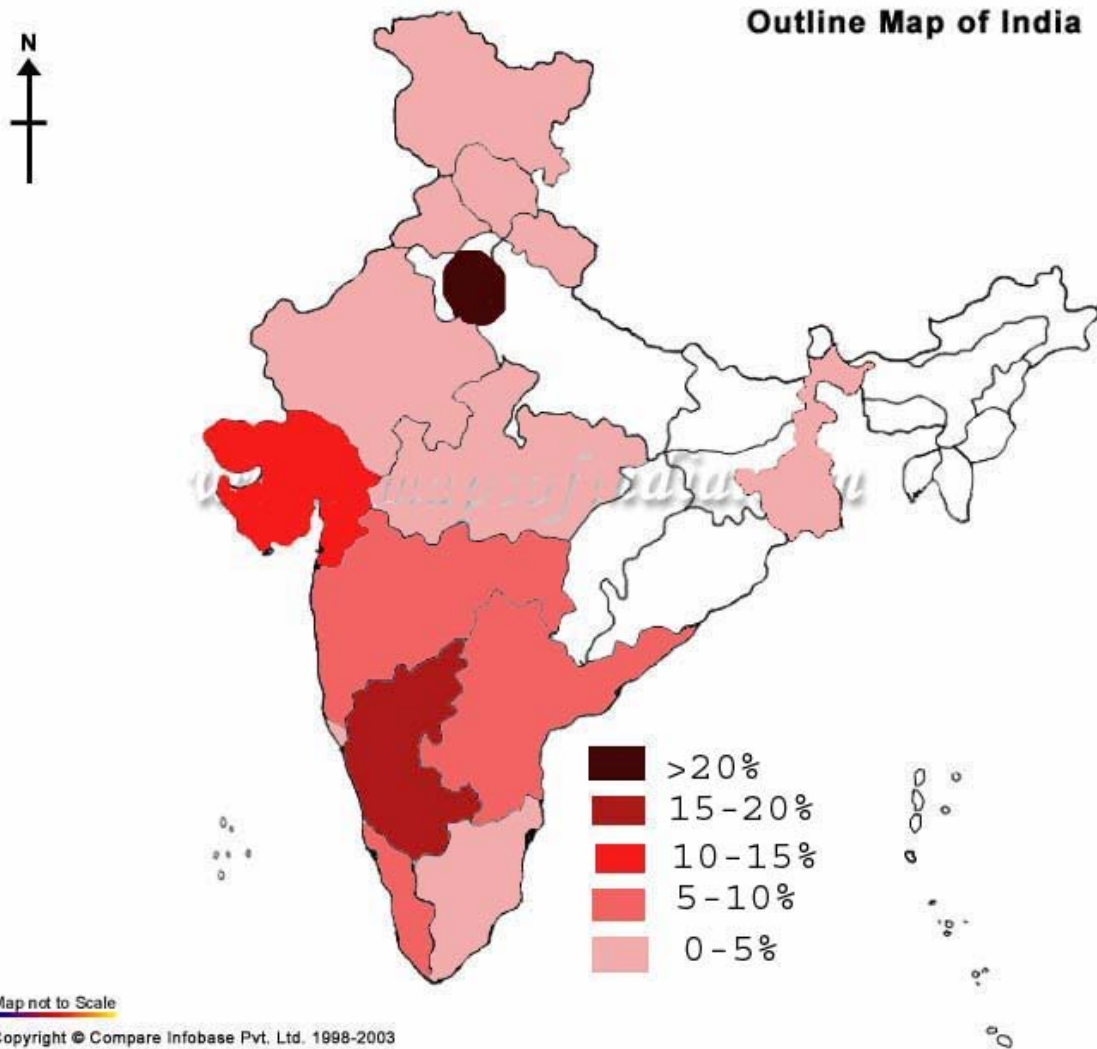 Outline Map of India
N
>20%
15-20%
10-15%
5-10%
0-5%
Map not to Scale
Copyright © Compare Infobase Pvt. Ltd. 1998-2003